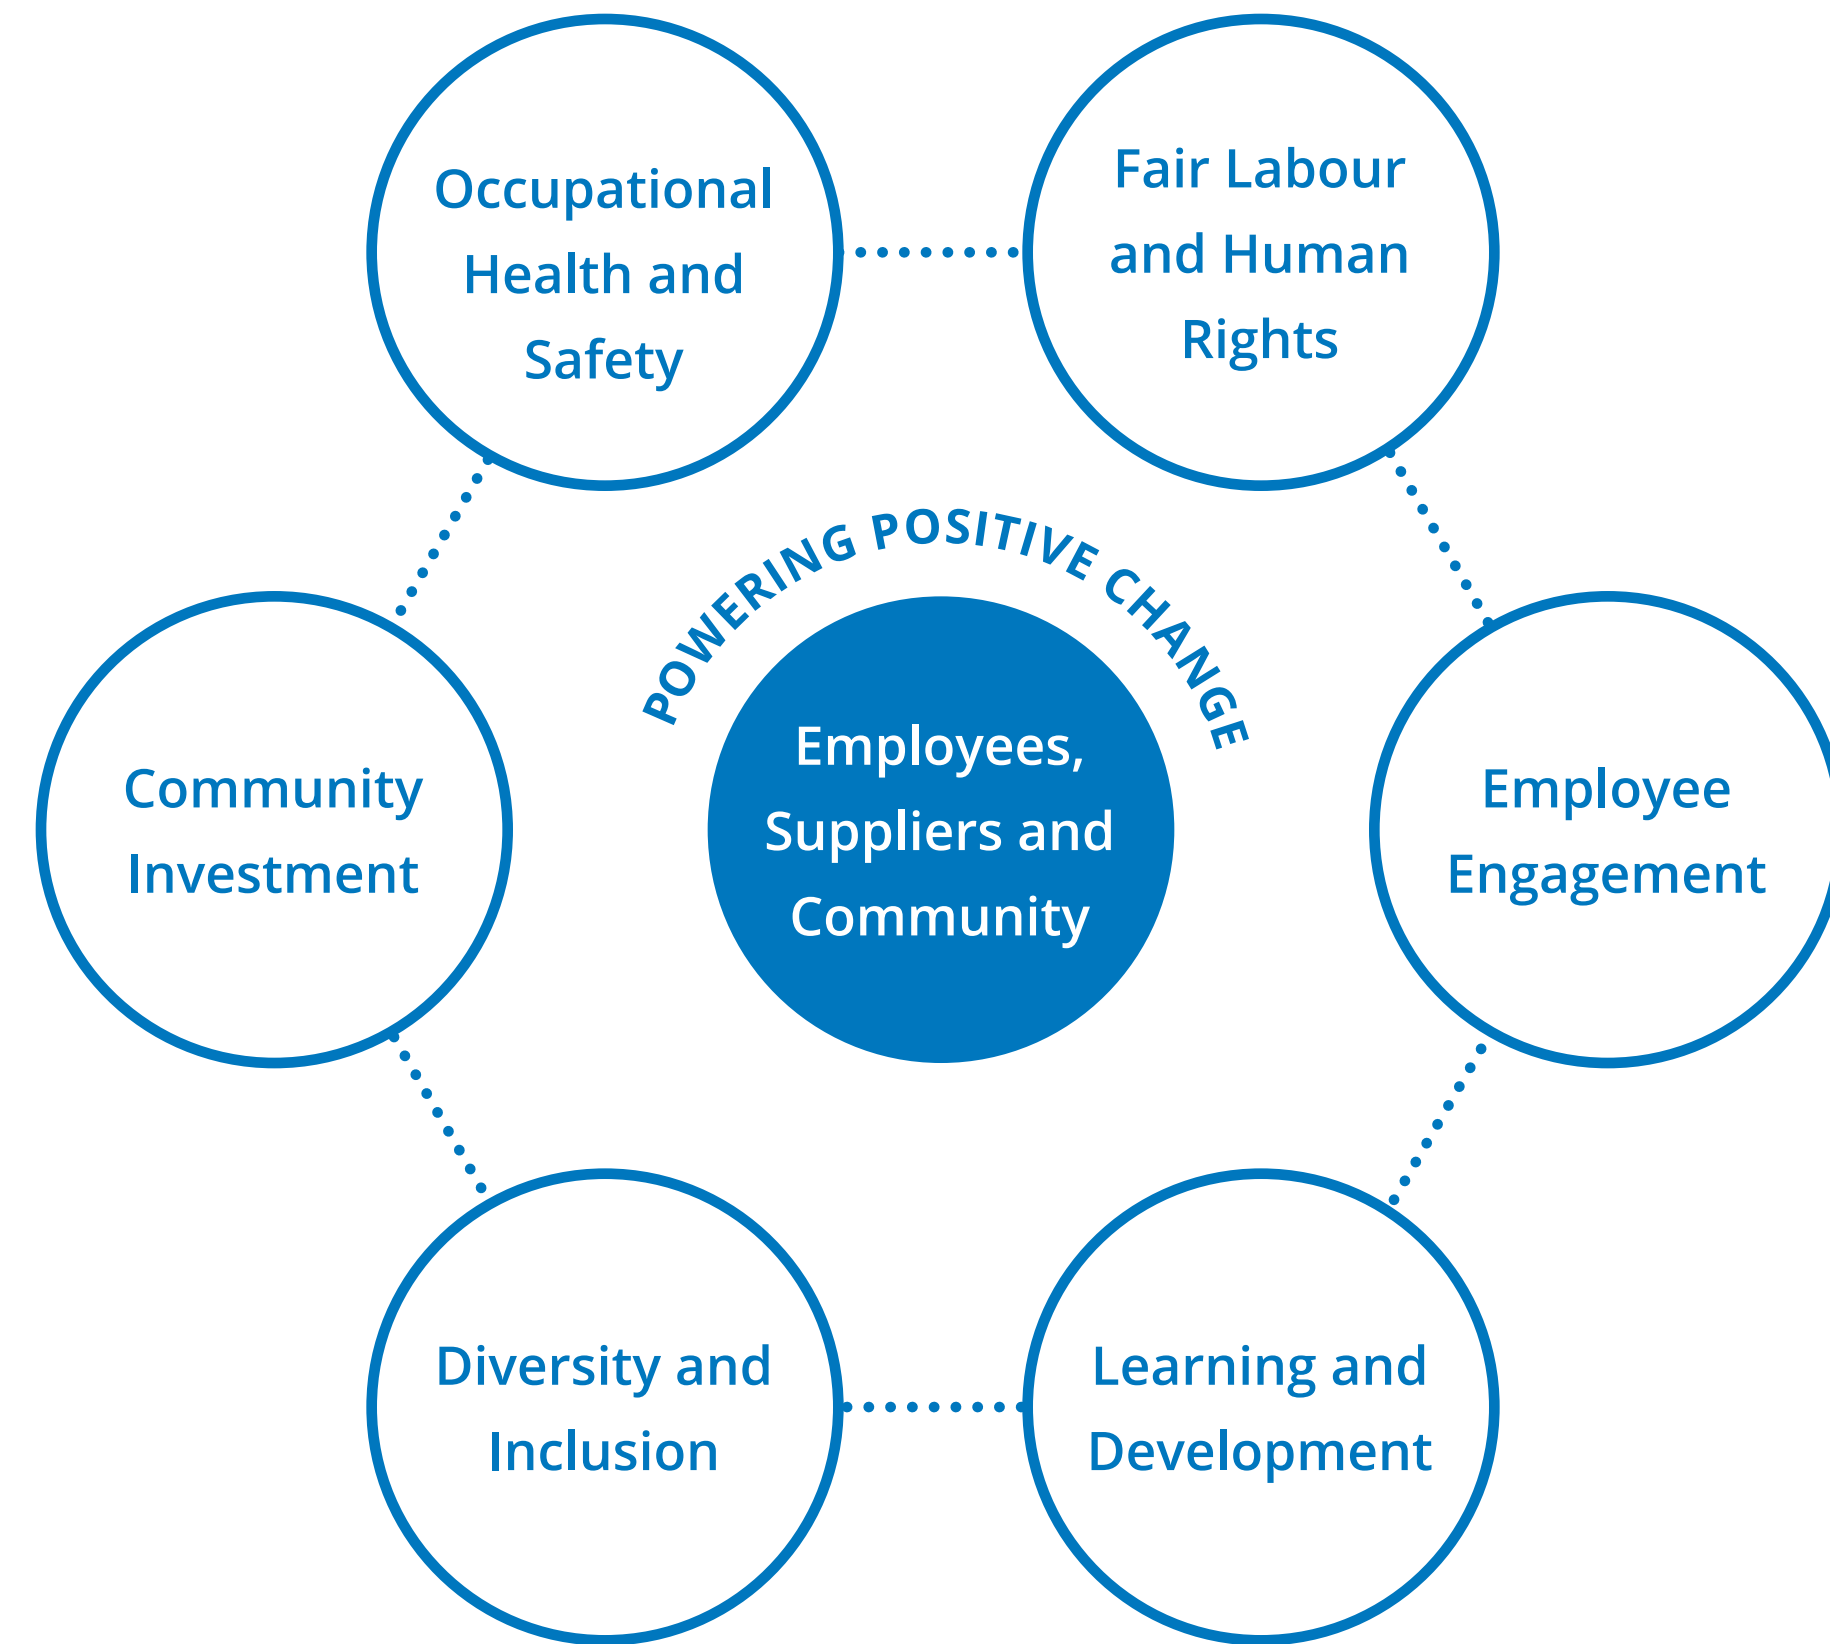 Occupational
Health and
Safety
Fair Labour
and Human
Rights
POWERING POSITIVE CHANGE
Employees,
Suppliers and
Community
Community
Investment
Employee
Engagement
Diversity and
Inclusion
Learning and
Development